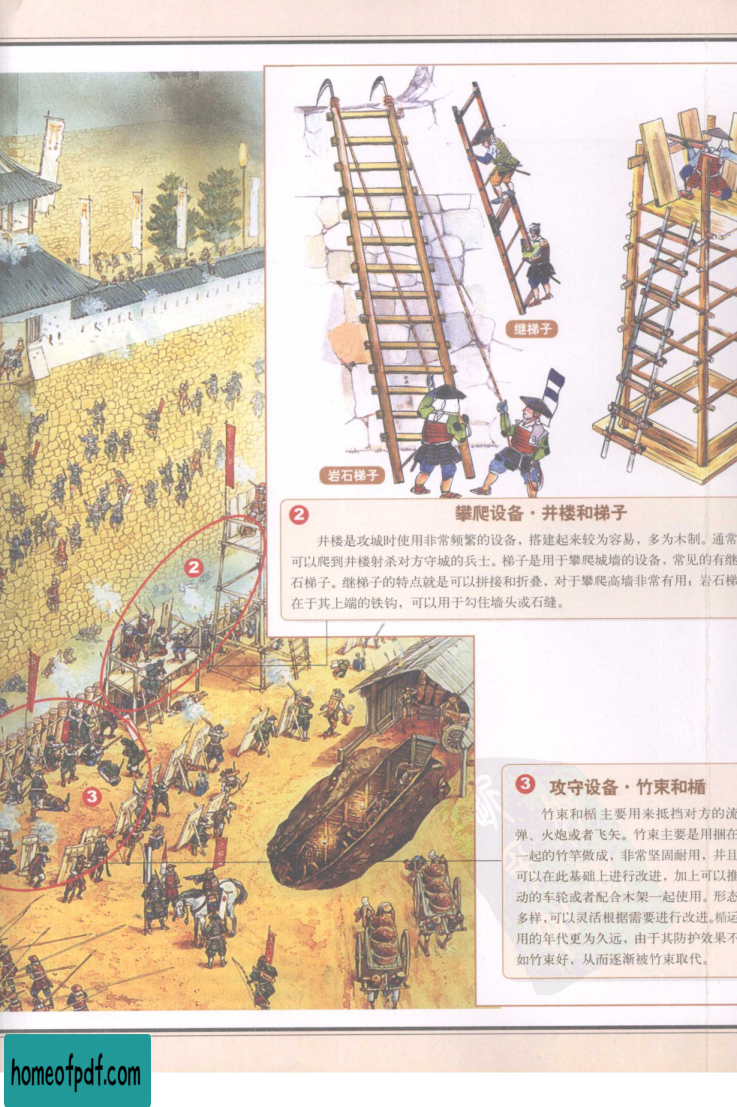 继梯子
岩石梯子
2
攀爬设备·井楼和梯子
井楼是攻城时使用非常频繁的设备，搭建起来较为容易，多为木制。通常
可以爬到井楼射杀对方守城的兵士。梯子是用于攀爬城墙的设备，常见的有继
石梯子。继梯子的特点就是可以拼接和折叠，对于攀爬高墙非常有用；岩石梯
在于其上端的铁钩，可以用于勾住墙头或石缝。
2
3
3
攻守设备·竹束和楯
竹束和楯主要用来抵挡对方的流
弹、火炮或者飞矢。竹束主要是用捆在
一起的竹竿做成，非常坚固耐用，并且
可以在此基础上进行改进，加上可以推
动的车轮或者配合木架一起使用。形态
多样，可以灵活根据需要进行改进。楯运
用的年代更为久远，由于其防护效果不
如竹束好，从而逐渐被竹束取代。
homeofpdf.com